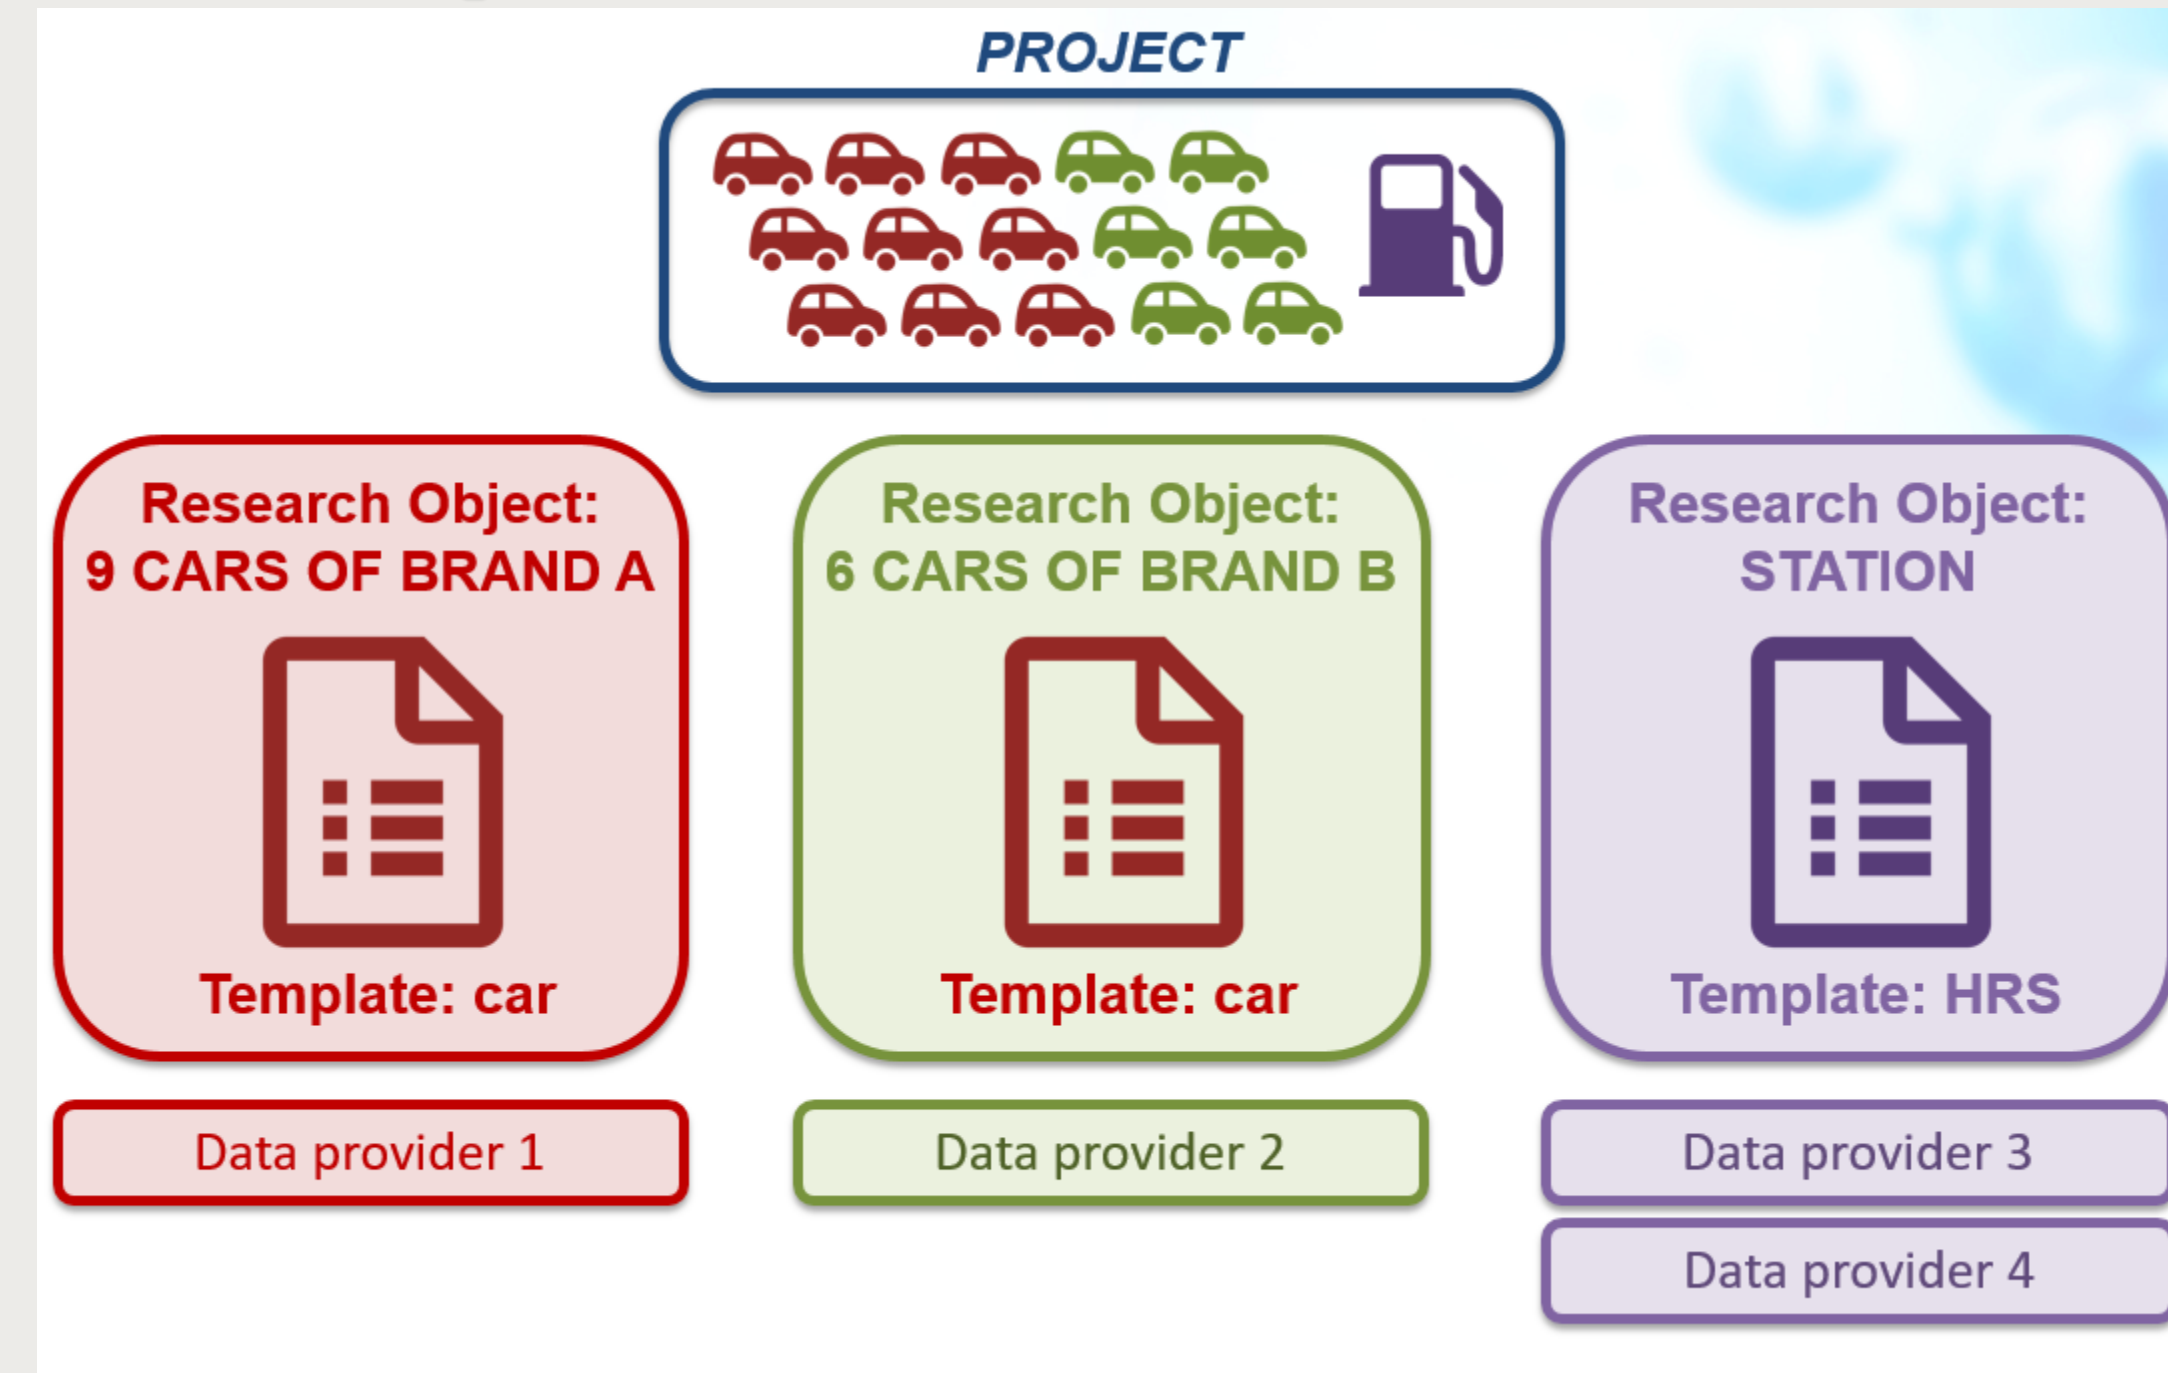 PROJECT
Research Object:
9 CARS OF BRAND A
Template: car
Data provider 1
Research Object:
6 CARS OF BRAND B
Template: car
Data provider 2
Research Object:
STATION
Template: HRS
Data provider 3
Data provider 4